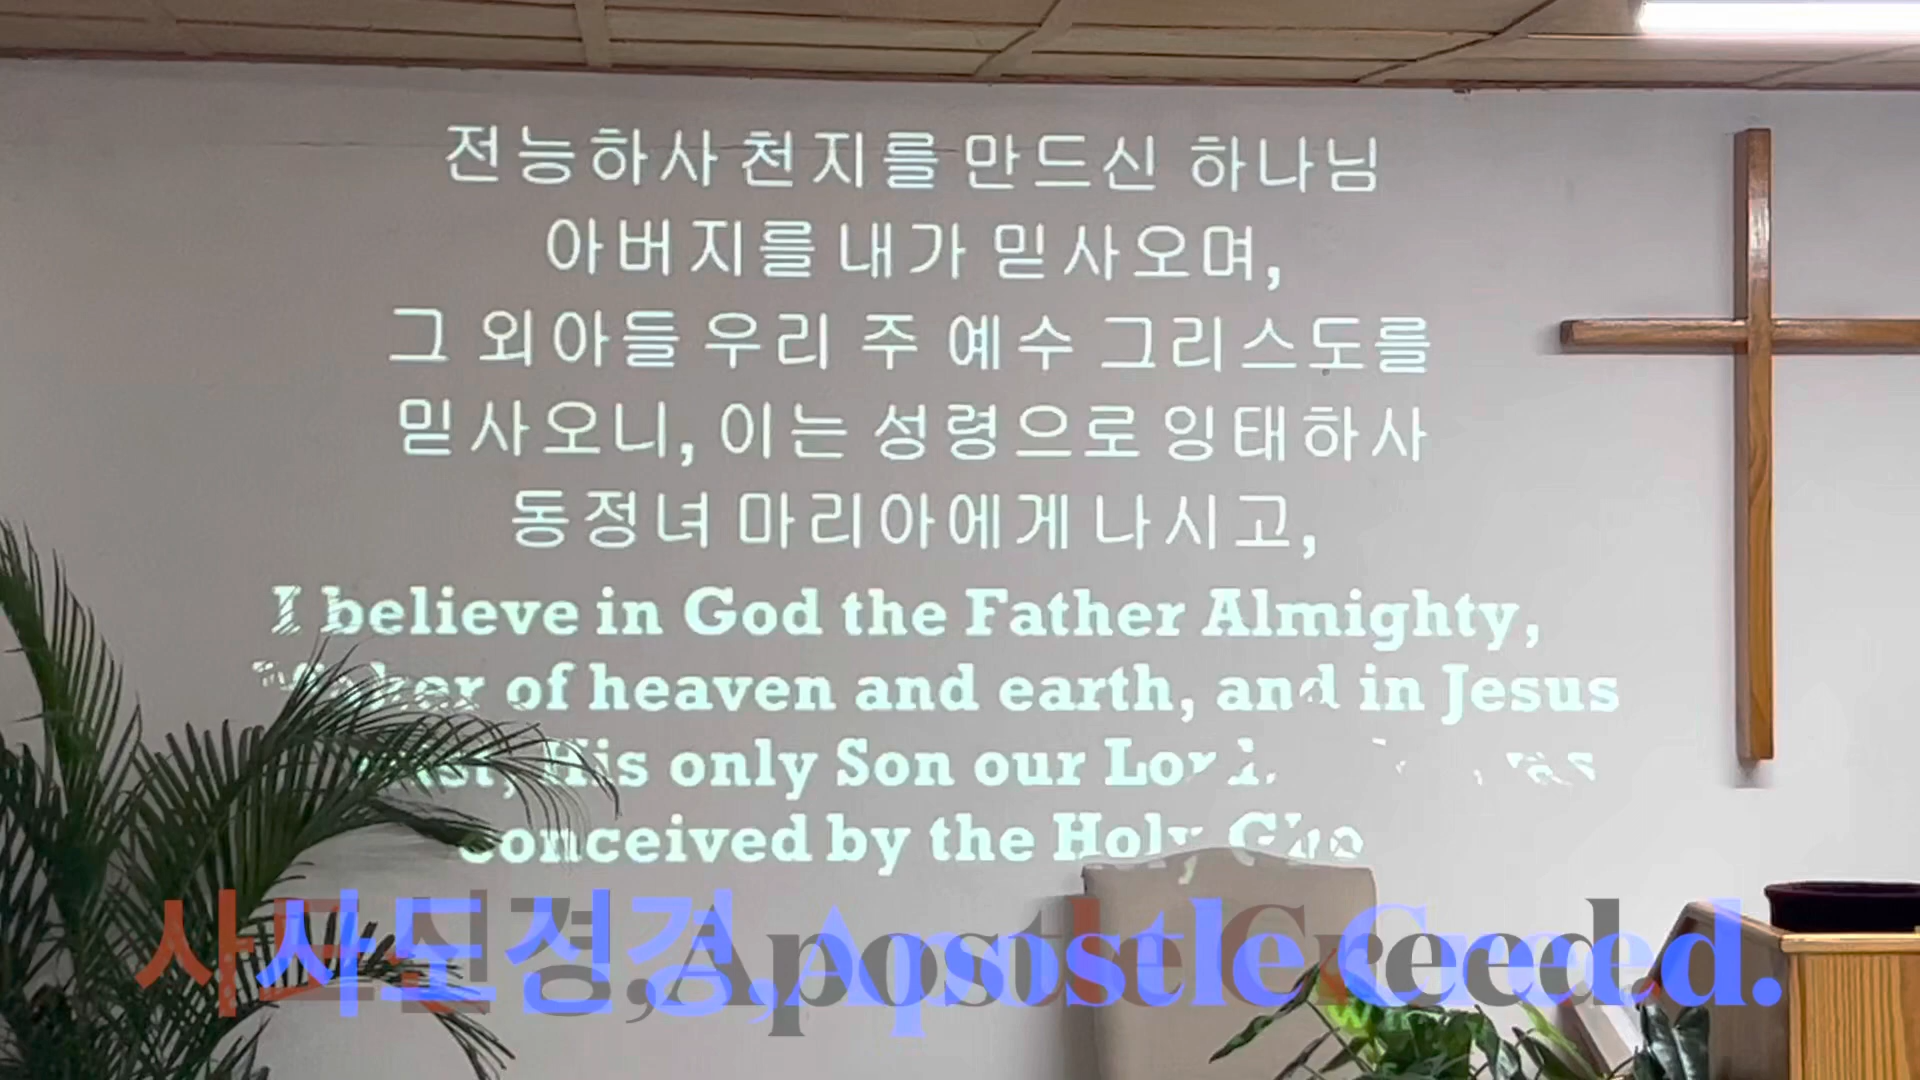 전능하사 천지를 만드신 하나님
아버지를 내가 믿사오며,
그 외아들 우리 주 예수 그리스도를
믿사오니, 이는 성령으로 잉태하사
동정녀 마리아에게 나시고,
I believe in God the Father Almighty,
of heaven and earth, and in Jesus
His only Son our Lord.
conceived by the Holy
Apostle Creed.